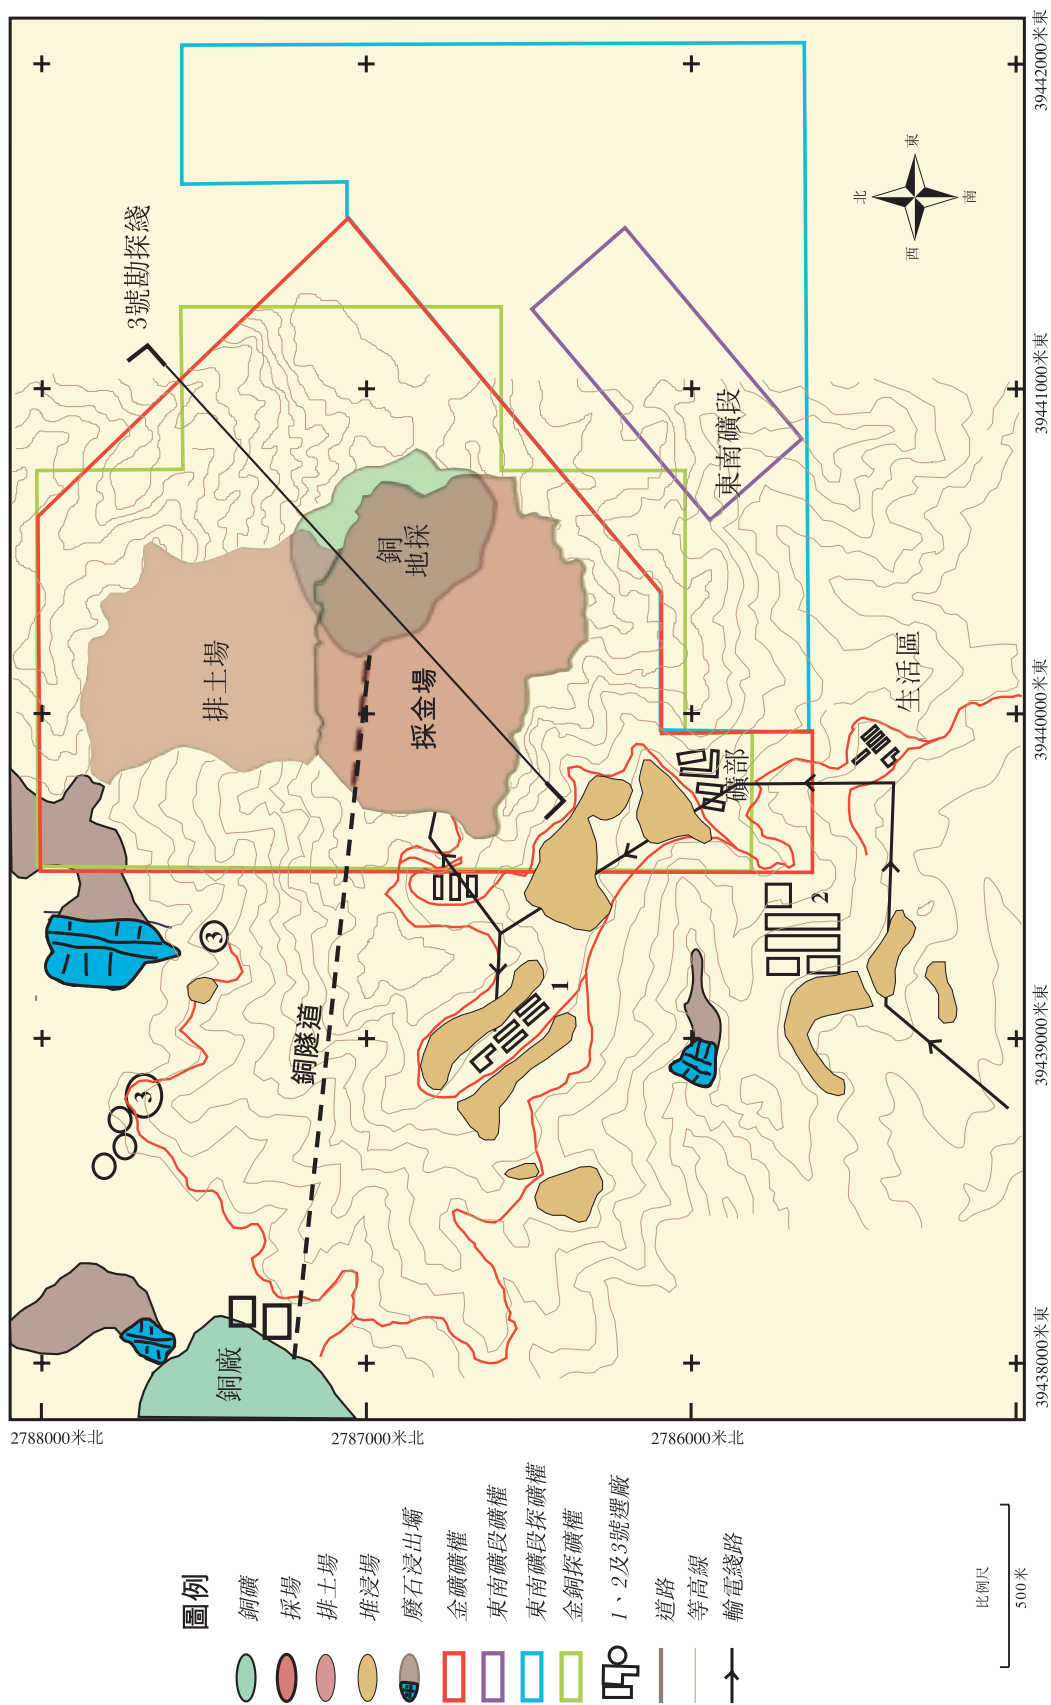 39442000米東
39441000米東
39440000米東
39439000米東
39438000米東
2788000米北
2787000米北
2786000米北
北
東
南
西
3號勘探綫
銅
地採
排土場
採金場
東南礦段
生活區
礦部
銅隧道
銅廠
1
2
3
3
圖例
銅礦
採場
排土場
堆浸場
廢石浸出壩
金礦礦權
東南礦段礦權
東南礦段探礦權
金銅探礦權
1、2及3號選廠
道路
等高線
輸電綫路
比例尺
500米